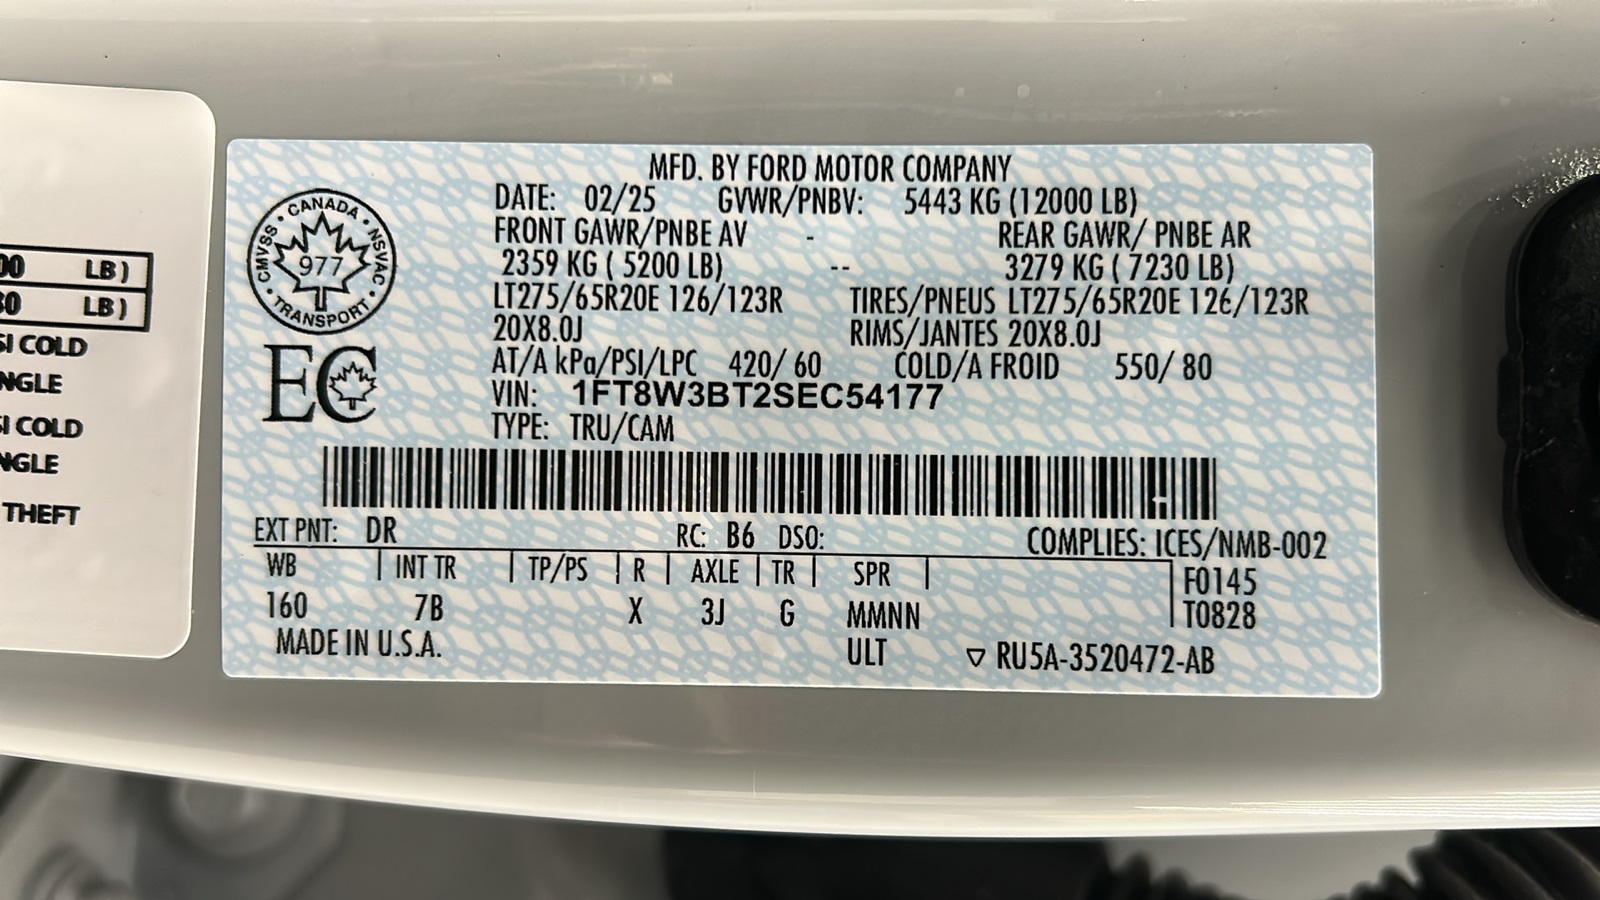 MFD. BY FORD MOTOR COMPANY
DATE: 02/25 GVWR/PNBV: 5443 KG (12000 LB)
FRONT GAWR/PNBE AV - REAR GAWR/ PNBE AR
2359 KG ( 5200 LB) -- 3279 KG ( 7230 LB)
LT275/65R20E 126/123R TIRES/PNEUS LT275/65R20E 126/123R
20X8.0J RIMS/JANTES 20X8.0J
AT/A kPa/PSI/LPC 420/ 60 COLD/A FROID 550/ 80
VIN: 1FT8W3BT2SEC54177
TYPE: TRU/CAM
CANADA
CMVSS 977 NSVAC
TRANSPORT
EC
EXT PNT: DR RC: B6 DSO: COMPLIES: ICES/NMB-002
WB | INT TR | TP/PS | R | AXLE | TR | SPR | F0145
160 7B X 3J G MMNN T0828
MADE IN U.S.A. ULT ▽ RU5A-3520472-AB
LB)
LB)
COLD
COLD
THEFT